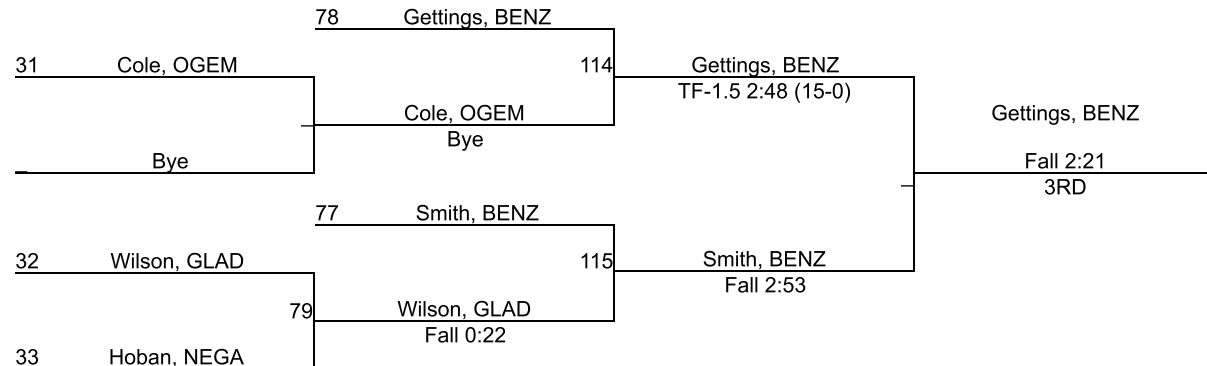 78 Gettings, BENZ
31 Cole, OGEM
114 Gettings, BENZ
TF-1.5 2:48 (15-0)
Cole, OGEM
Bye
Gettings, BENZ
Bye
Fall 2:21
3RD
77 Smith, BENZ
32 Wilson, GLAD
115 Smith, BENZ
Fall 2:53
79 Wilson, GLAD
Fall 0:22
33 Hoban, NEGA